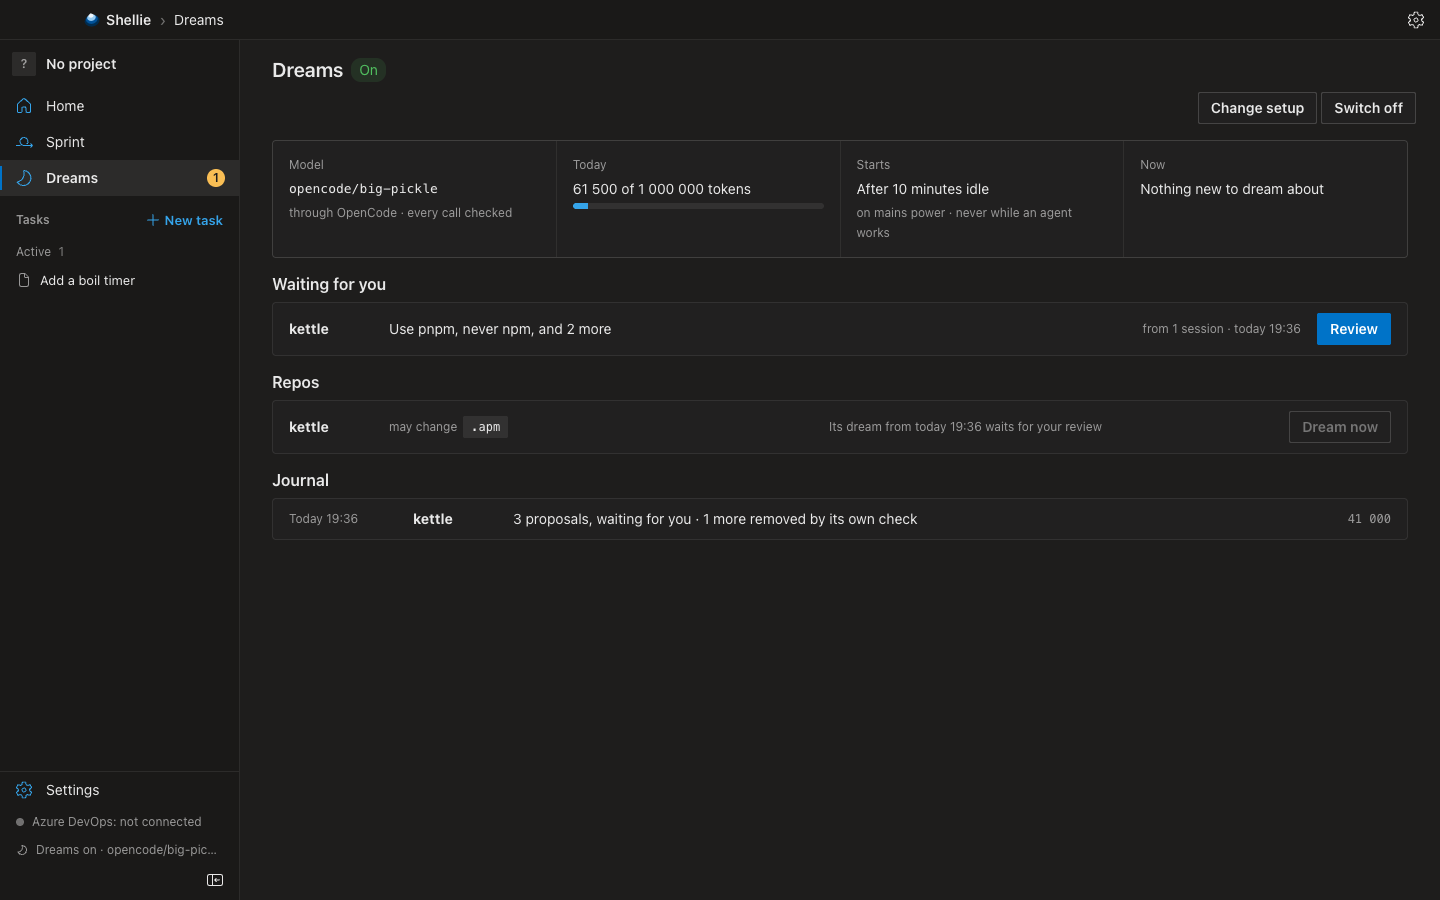 Shellie › Dreams
? No project
Home
Sprint
Dreams 1
Tasks + New task
Active 1
Add a boil timer
Settings
Azure DevOps: not connected
Dreams on · opencode/big-pic...
Dreams On
Change setup Switch off
Model
opencode/big-pickle
through OpenCode · every call checked
Today
61 500 of 1 000 000 tokens
Starts
After 10 minutes idle
on mains power · never while an agent
works
Now
Nothing new to dream about
Waiting for you
kettle Use pnpm, never npm, and 2 more from 1 session · today 19:36 Review
Repos
kettle may change .apm Its dream from today 19:36 waits for your review Dream now
Journal
Today 19:36 kettle 3 proposals, waiting for you · 1 more removed by its own check 41 000